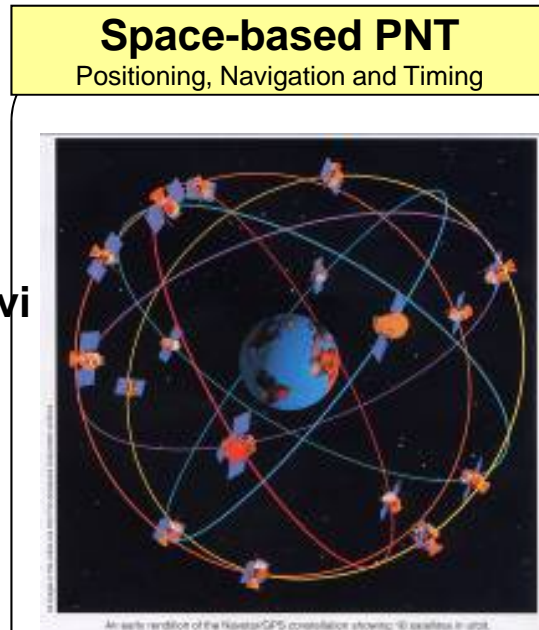 Space-based PNT
Positioning, Navigation and Timing
vi
An early rendition of the Navstar/GPS constellation showing 18 satellites in orbit.